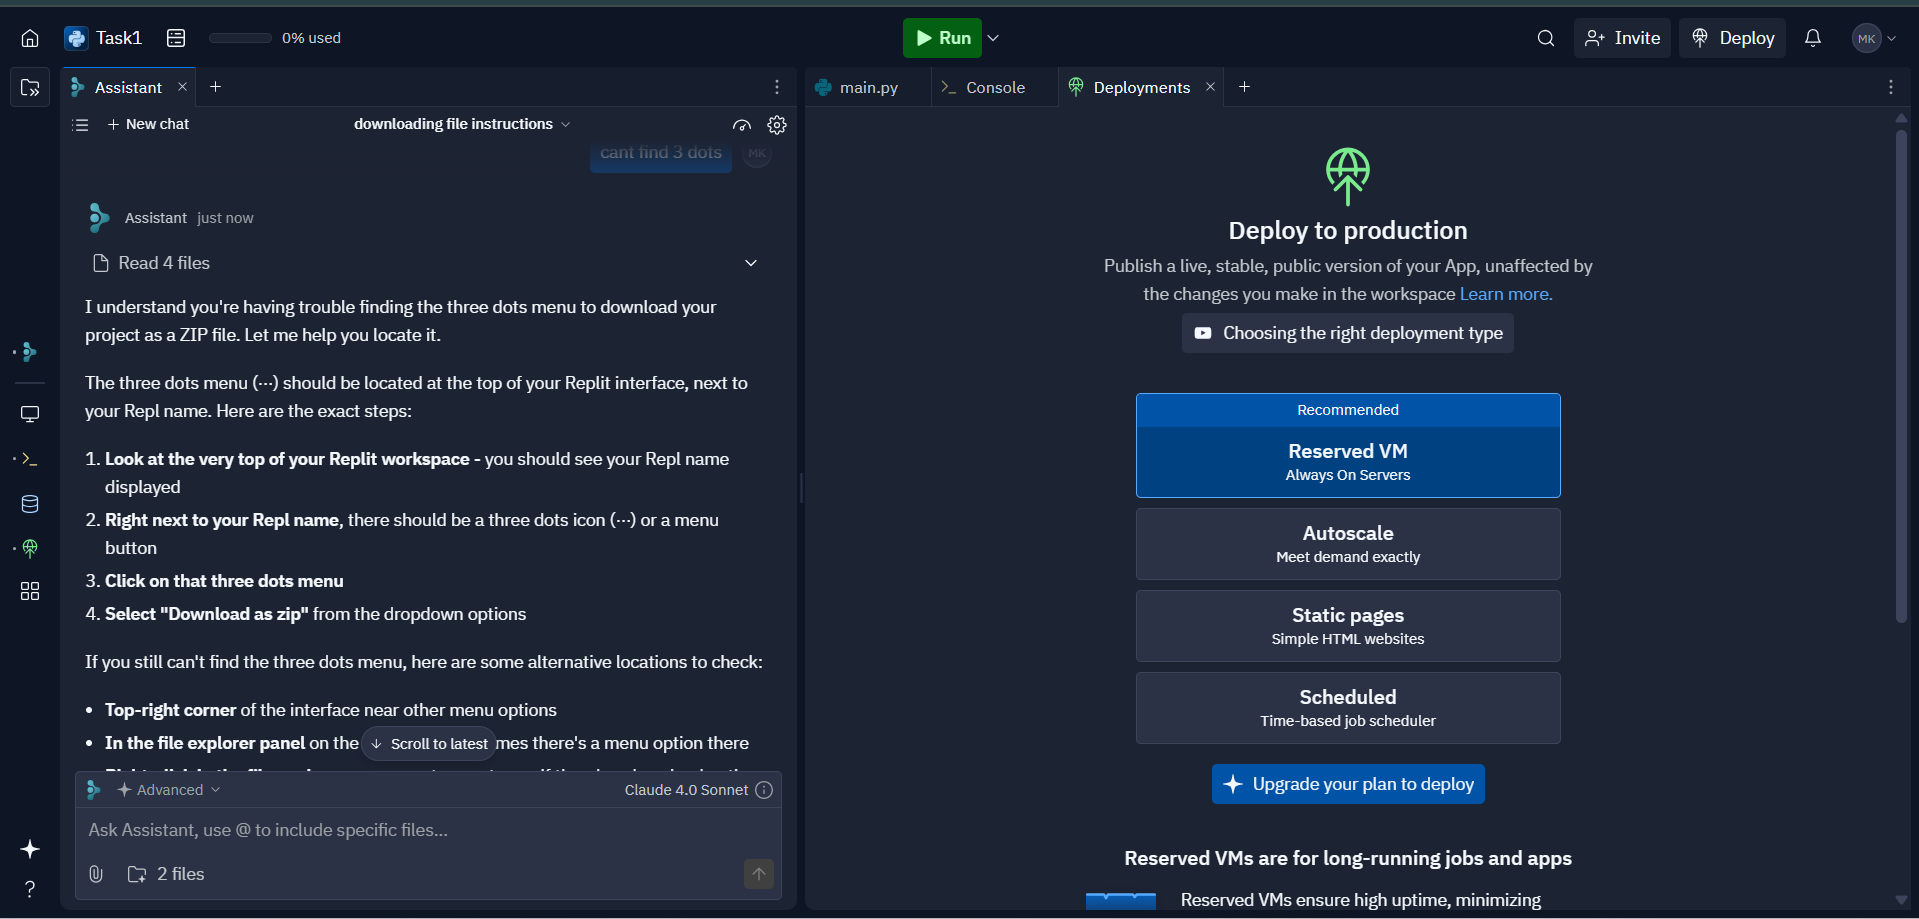 Task1
0% used
Run
Invite
Deploy
MK
Assistant
New chat
downloading file instructions
cant find 3 dots
MK
Assistant just now
Read 4 files
I understand you're having trouble finding the three dots menu to download your
project as a ZIP file. Let me help you locate it.
The three dots menu (···) should be located at the top of your Replit interface, next to
your Repl name. Here are the exact steps:
1. Look at the very top of your Replit workspace - you should see your Repl name
displayed
2. Right next to your Repl name, there should be a three dots icon (···) or a menu
button
3. Click on that three dots menu
4. Select "Download as zip" from the dropdown options
If you still can't find the three dots menu, here are some alternative locations to check:
• Top-right corner of the interface near other menu options
• In the file explorer panel on the
Scroll to latest
mes there's a menu option there
Advanced
Claude 4.0 Sonnet
Ask Assistant, use @ to include specific files...
2 files
main.py
Console
Deployments
Deploy to production
Publish a live, stable, public version of your App, unaffected by
the changes you make in the workspace Learn more.
Choosing the right deployment type
Recommended
Reserved VM
Always On Servers
Autoscale
Meet demand exactly
Static pages
Simple HTML websites
Scheduled
Time-based job scheduler
Upgrade your plan to deploy
Reserved VMs are for long-running jobs and apps
Reserved VMs ensure high uptime, minimizing